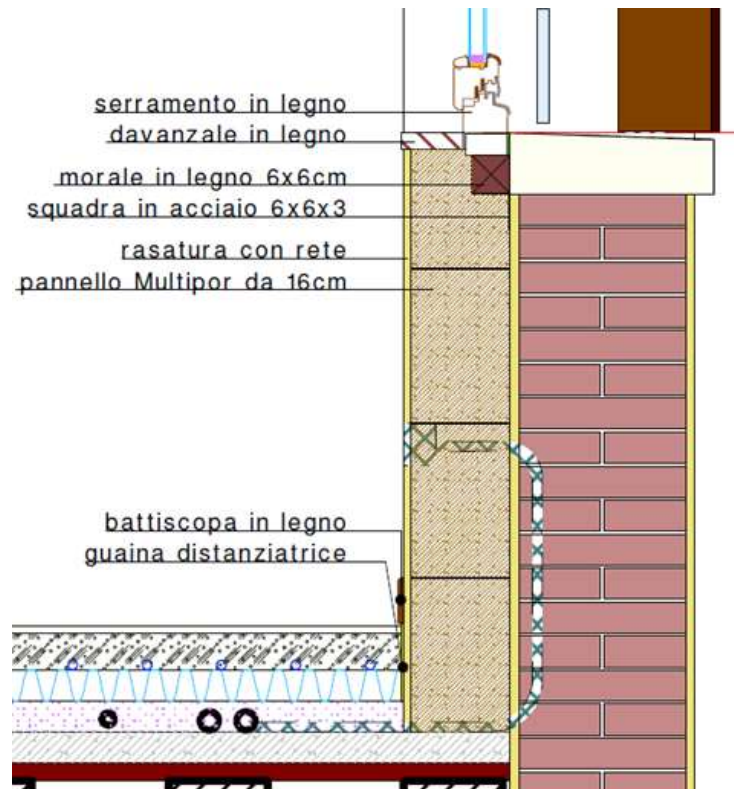 serramento in legno
davanzale in legno
morale in legno 6x6cm
squadra in acciaio 6x6x3
rasatura con rete
pannello Multipor da 16cm
battiscopa in legno
guaina distanziatrice